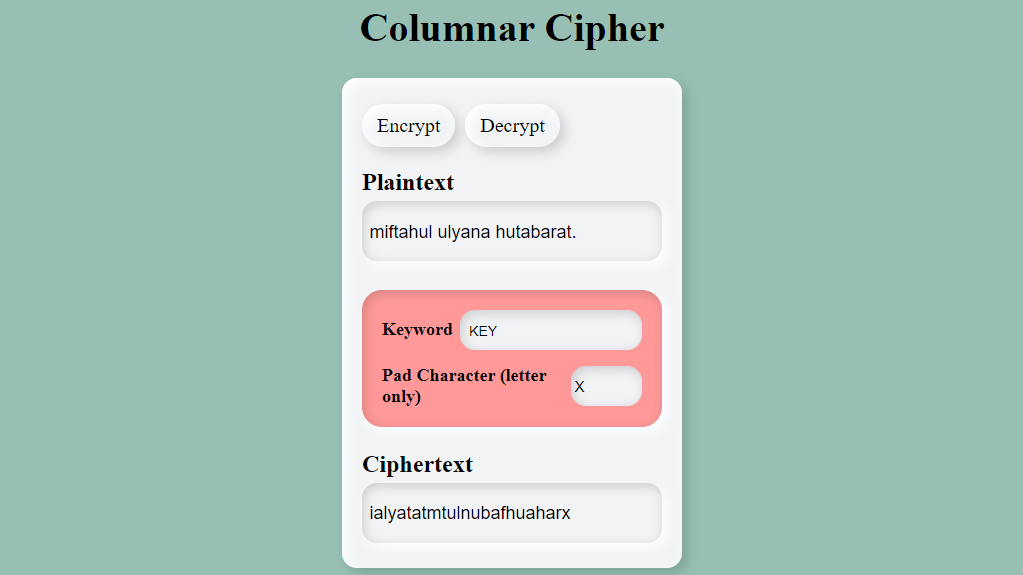 Columnar Cipher
Encrypt Decrypt
Plaintext
miftahul ulyana hutabarat.
Keyword KEY
Pad Character (letter
only) X
Ciphertext
ialyatatmtulnubafhuaharx